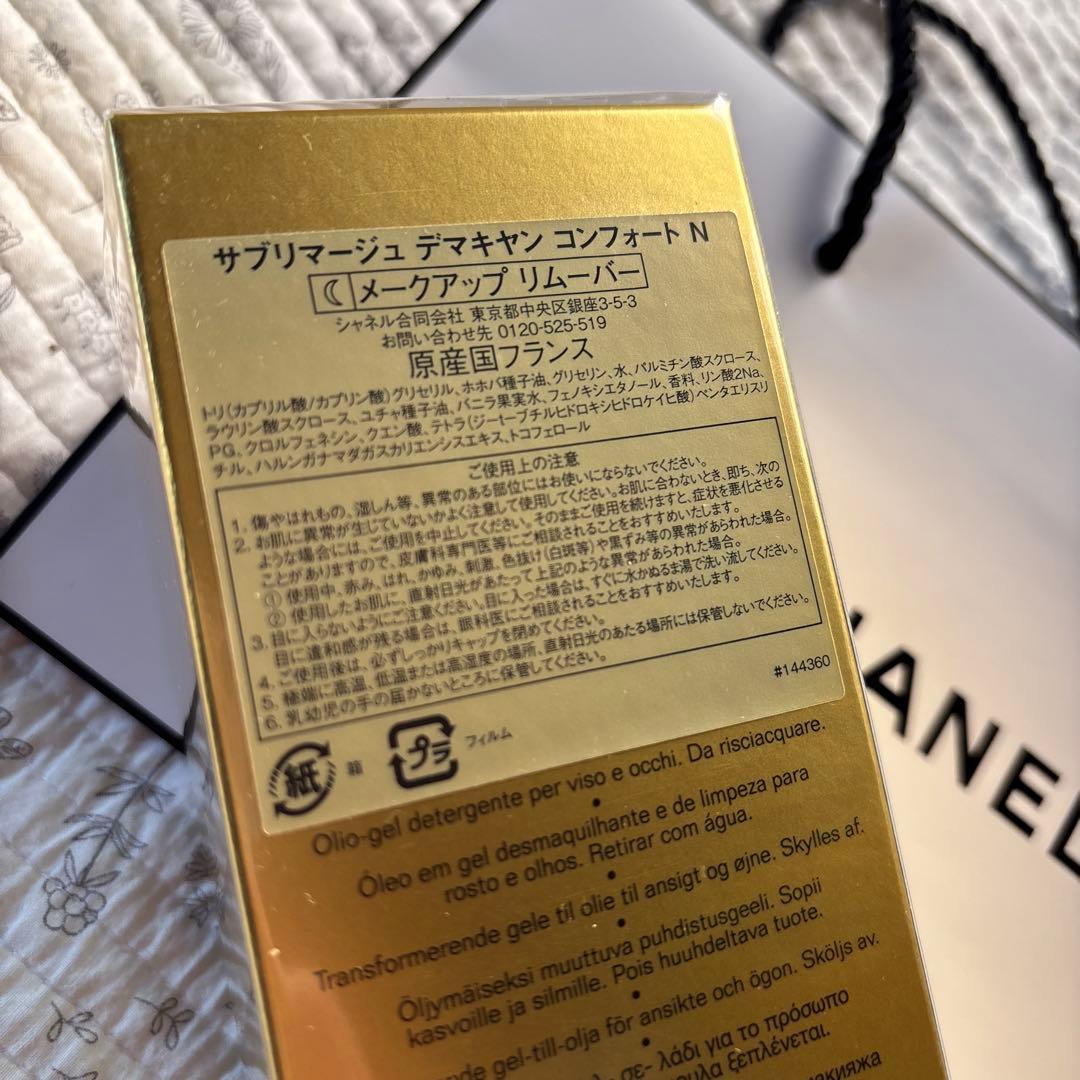 サブリマージュ デマキヤン コンフォート N
メークアップ リムーバー
シャネル合同会社 東京都中央区銀座3-5-3
お問い合わせ先 0120-525-519
原産国フランス
トリ(カプリル酸/カプリン酸)グリセリル、ホホバ種子油、グリセリン、水、パルミチン酸スクロース、
ラウリン酸スクロース、ユチャ種子油、バニラ果実水、フェノキシエタノール、香料、リン酸2Na、
PG、クロルフェネシン、クエン酸、テトラ(ジ-t-ブチルヒドロキシヒドロケイヒ酸)ペンタエリスリ
チル、ハルンガナマダガスカリエンシスエキス、トコフェロール
ご使用上の注意
1. 傷やはれもの、湿しん等、異常のある部位にはお使いにならないでください。
2. お肌に異常が生じていないかよく注意して使用してください。お肌に合わないとき、即ち、次の
ような場合には、ご使用を中止してください。そのままご使用を続けますと、症状を悪化させる
ことがありますので、皮膚科専門医等にご相談されることをおすすめいたします。
① 使用中、赤み、はれ、かゆみ、刺激、色抜け(白斑等)や黒ずみ等の異常があらわれた場合。
② 使用したお肌に、直射日光があたって上記のような異常があらわれた場合。
3. 目に入らないようにご注意ください。目に入った場合は、すぐに水かぬるま湯で洗い流してください。
目に違和感が残る場合は、眼科医にご相談されることをおすすめいたします。
4. ご使用後は、必ずしっかりキャップを閉めてください。
5. 極端に高温、低温または高湿度の場所、直射日光のあたる場所には保管しないでください。
6. 乳幼児の手の届かないところに保管してください。
#144360
紙 箱 プラ フィルム
Olio-gel detergente per viso e occhi. Da risciacquare.
•
Óleo em gel desmaquilhante e de limpeza para
rosto e olhos. Retirar com água.
•
Transformerende gele til olie til ansigt og øjne. Skylles af.
•
Öljymäiseksi muuttuva puhdistusgeeli. Sopii
kasvoille ja silmille. Pois huuhdeltava tuote.
•
gel-till-olja för ansikte och ögon. Sköljs av.
•
σε- λάδι για το πρόσωπο
ξεπλένεται.
HANEL